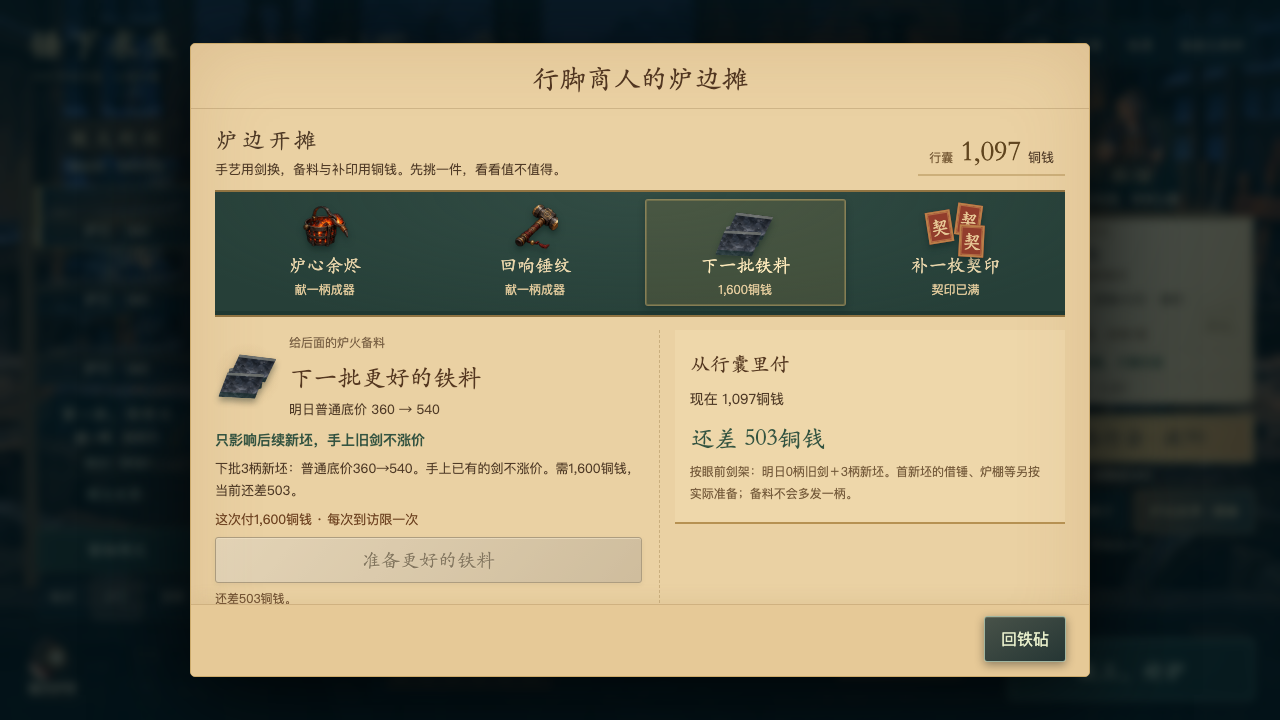 行脚商人的炉边摊
炉边开摊
手艺用剑换，备料与补印用铜钱。先挑一件，看看值不值得。
行囊 1,097 铜钱
炉心余烬
献一柄成器
回响锤纹
献一柄成器
下一批铁料
1,600铜钱
契
契
契
补一枚契印
契印已满
给后面的炉火备料
下一批更好的铁料
明日普通底价 360 → 540
只影响后续新坯，手上旧剑不涨价
下批3柄新坯：普通底价360→540。手上已有的剑不涨价。需1,600铜钱，
当前还差503。
这次付1,600铜钱 · 每次到访限一次
准备更好的铁料
还差503铜钱。
从行囊里付
现在 1,097铜钱
还差 503铜钱
按眼前剑架：明日0柄旧剑＋3柄新坯。首新坯的借锤、炉棚等另按
实际准备；备料不会多发一柄。
回铁砧